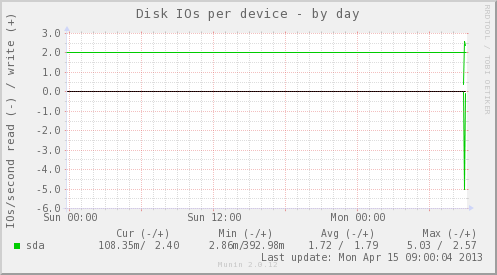 Disk IOs per device - by day
RRDTOOL / TOBI OETIKER
IOs/second read (-) / write (+)
3.0
2.0
1.0
0.0
-1.0
-2.0
-3.0
-4.0
-5.0
-6.0
Sun 00:00 Sun 12:00 Mon 00:00
Cur (-/+) Min (-/+) Avg (-/+) Max (-/+)
sda 108.35m/ 2.40 2.86m/392.98m 1.72 / 1.79 5.03 / 2.57
Last update: Mon Apr 15 09:00:04 2013
Munin 2.0.12